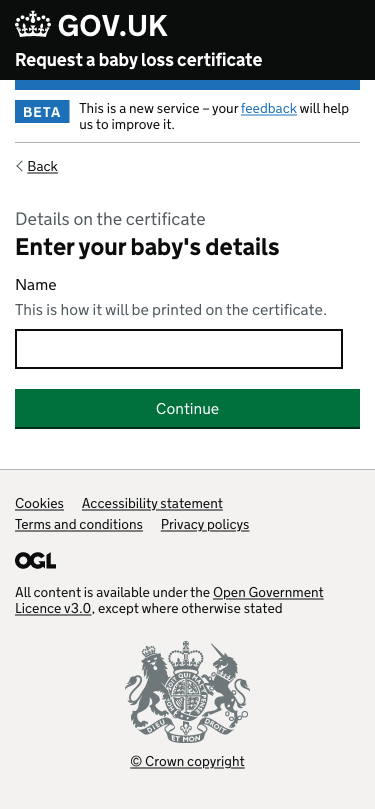 GOV.UK
Request a baby loss certificate
BETA
This is a new service – your feedback will help
us to improve it.
Back
Details on the certificate
Enter your baby's details
Name
This is how it will be printed on the certificate.
Continue
Cookies Accessibility statement
Terms and conditions Privacy policys
OGL
All content is available under the Open Government
Licence v3.0, except where otherwise stated
DIEU ET MON DROIT
© Crown copyright